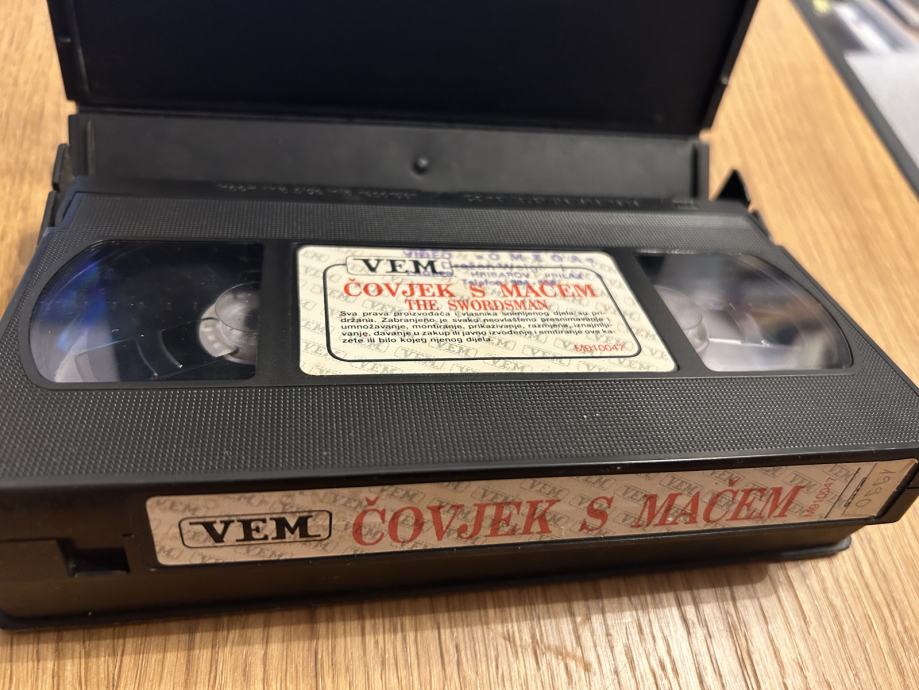 VIDEO "OMEGA"
VEM
ČOVJEK S MAČEM
THE SWORDSMAN
Sva prava proizvođača i vlasnika snimljenog djela su pri-
držana. Zabranjeno je svako neovlašteno presnimavanje,
umnožavanje, montiranje, prikazivanje, razmjena, iznajmlji-
vanje, davanje u zakup ili javno izvođenje i emitiranje ove ka-
zete ili bilo kojeg njenog dijela.
M910047
VEM
ČOVJEK S MAČEM
M910047